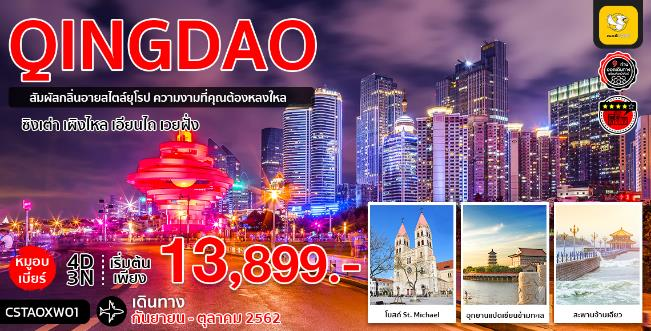 QINGDAO
สัมผัสกลิ่นอายสไตล์ยุโรป ความงามที่คุณต้องหลงใหล
ชิงเต่า เผิงไหล เอียนไถ เวยฟั่ง
หมูอบ
เบียร์
4D
3N
เริ่มต้น
เพียง
13,899.-
CSTAOXW01
เดินทาง
กันยายน - ตุลาคม 2562
โบสถ์ St. Michael
อุทยานแปดเซียนข้ามทะเล
สะพานจ้านเฉียว